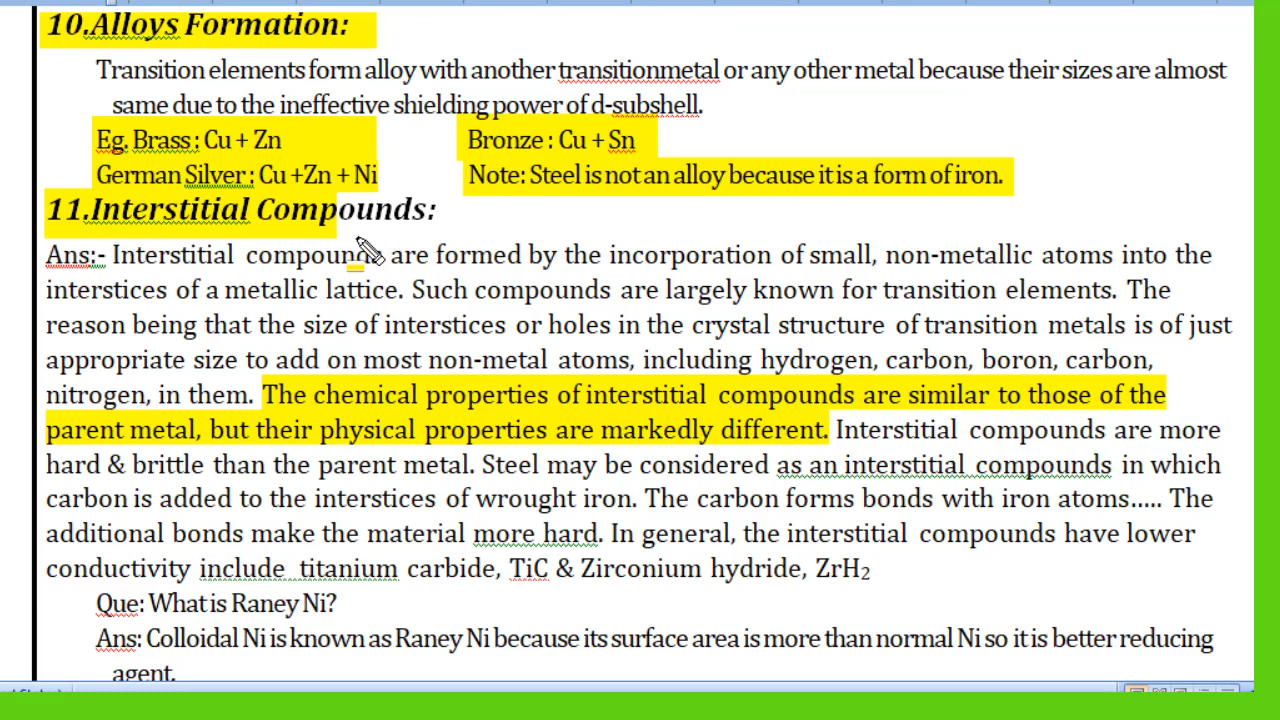 10.Alloys Formation:
Transition elements form alloy with another transitionmetal or any other metal because their sizes are almost
same due to the ineffective shielding power of d-subshell.
Eg. Brass : Cu + Zn Bronze : Cu + Sn
German Silver : Cu +Zn + Ni Note: Steel is not an alloy because it is a form of iron.
11.Interstitial Compounds:
Ans:- Interstitial compounds are formed by the incorporation of small, non-metallic atoms into the
interstices of a metallic lattice. Such compounds are largely known for transition elements. The
reason being that the size of interstices or holes in the crystal structure of transition metals is of just
appropriate size to add on most non-metal atoms, including hydrogen, carbon, boron, carbon,
nitrogen, in them. The chemical properties of interstitial compounds are similar to those of the
parent metal, but their physical properties are markedly different. Interstitial compounds are more
hard & brittle than the parent metal. Steel may be considered as an interstitial compounds in which
carbon is added to the interstices of wrought iron. The carbon forms bonds with iron atoms..... The
additional bonds make the material more hard. In general, the interstitial compounds have lower
conductivity include titanium carbide, TiC & Zirconium hydride, ZrH2
Que: What is Raney Ni?
Ans: Colloidal Ni is known as Raney Ni because its surface area is more than normal Ni so it is better reducing
agent.